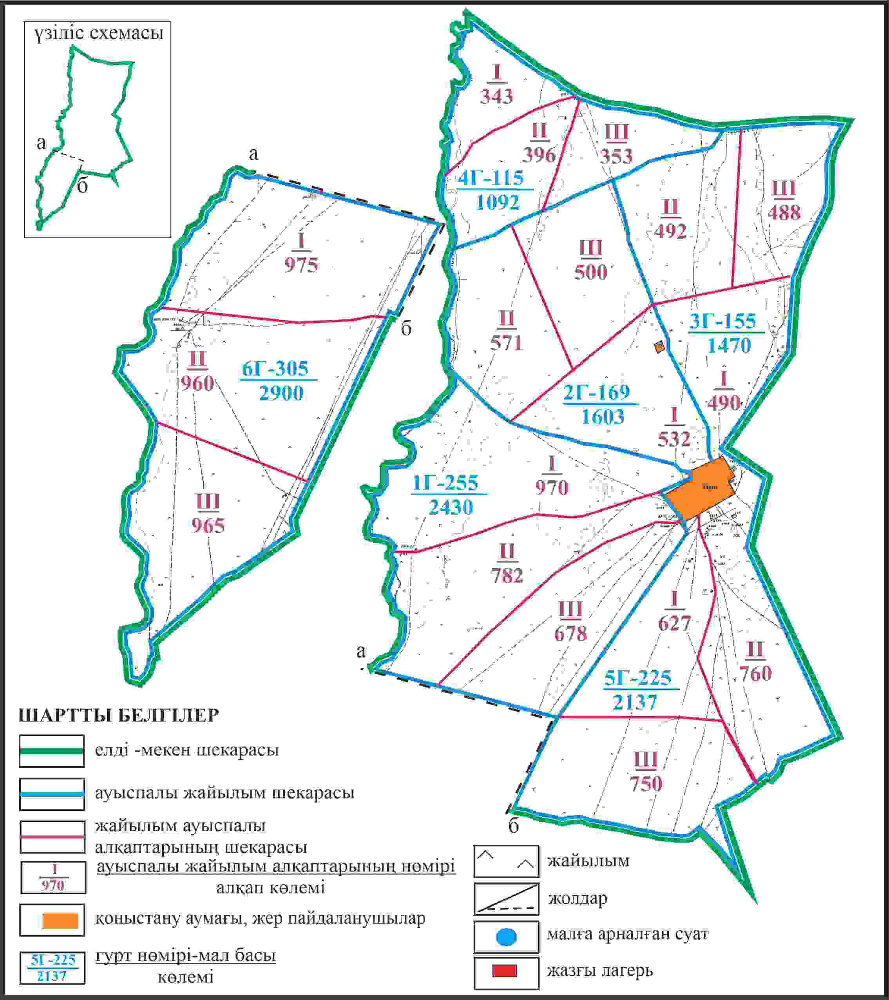 үзіліс схемасы
а
б
I
343
II
396
III
353
4Г-115
1092
II
492
III
488
а
I
975
III
500
II
571
3Г-155
1470
б
II
960
6Г-305
2900
2Г-169
1603
I
490
I
532
I
970
1Г-255
2430
III
965
II
782
III
678
I
627
II
760
а
5Г-225
2137
III
750
б
ШАРТТЫ БЕЛГІЛЕР
елді -мекен шекарасы
ауыспалы жайылым шекарасы
жайылым ауыспалы
алқаптарының шекарасы
I
970
ауыспалы жайылым алқаптарының нөмірі
алқап көлемі
қоныстану аумағы, жер пайдаланушылар
5Г-225
2137
гурт нөмірі-мал басы
көлемі
жайылым
жолдар
малға арналған суат
жазғы лагерь